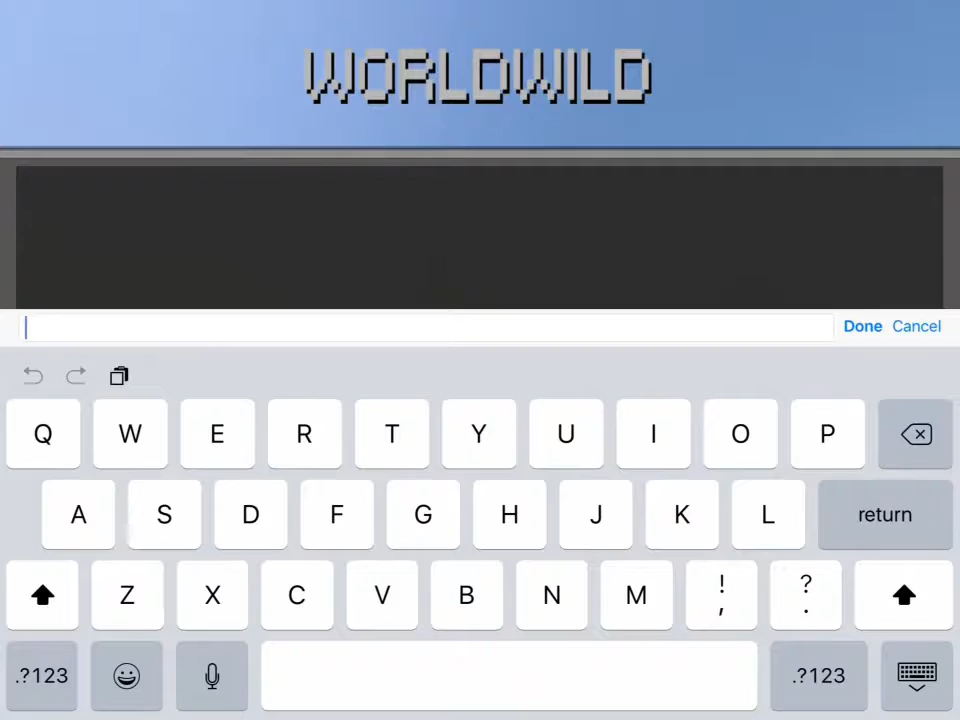 WORLDWILD
Done Cancel
Q W E R T Y U I O P
A S D F G H J K L return
Z X C V B N M ! , ? .
.?123 .?123